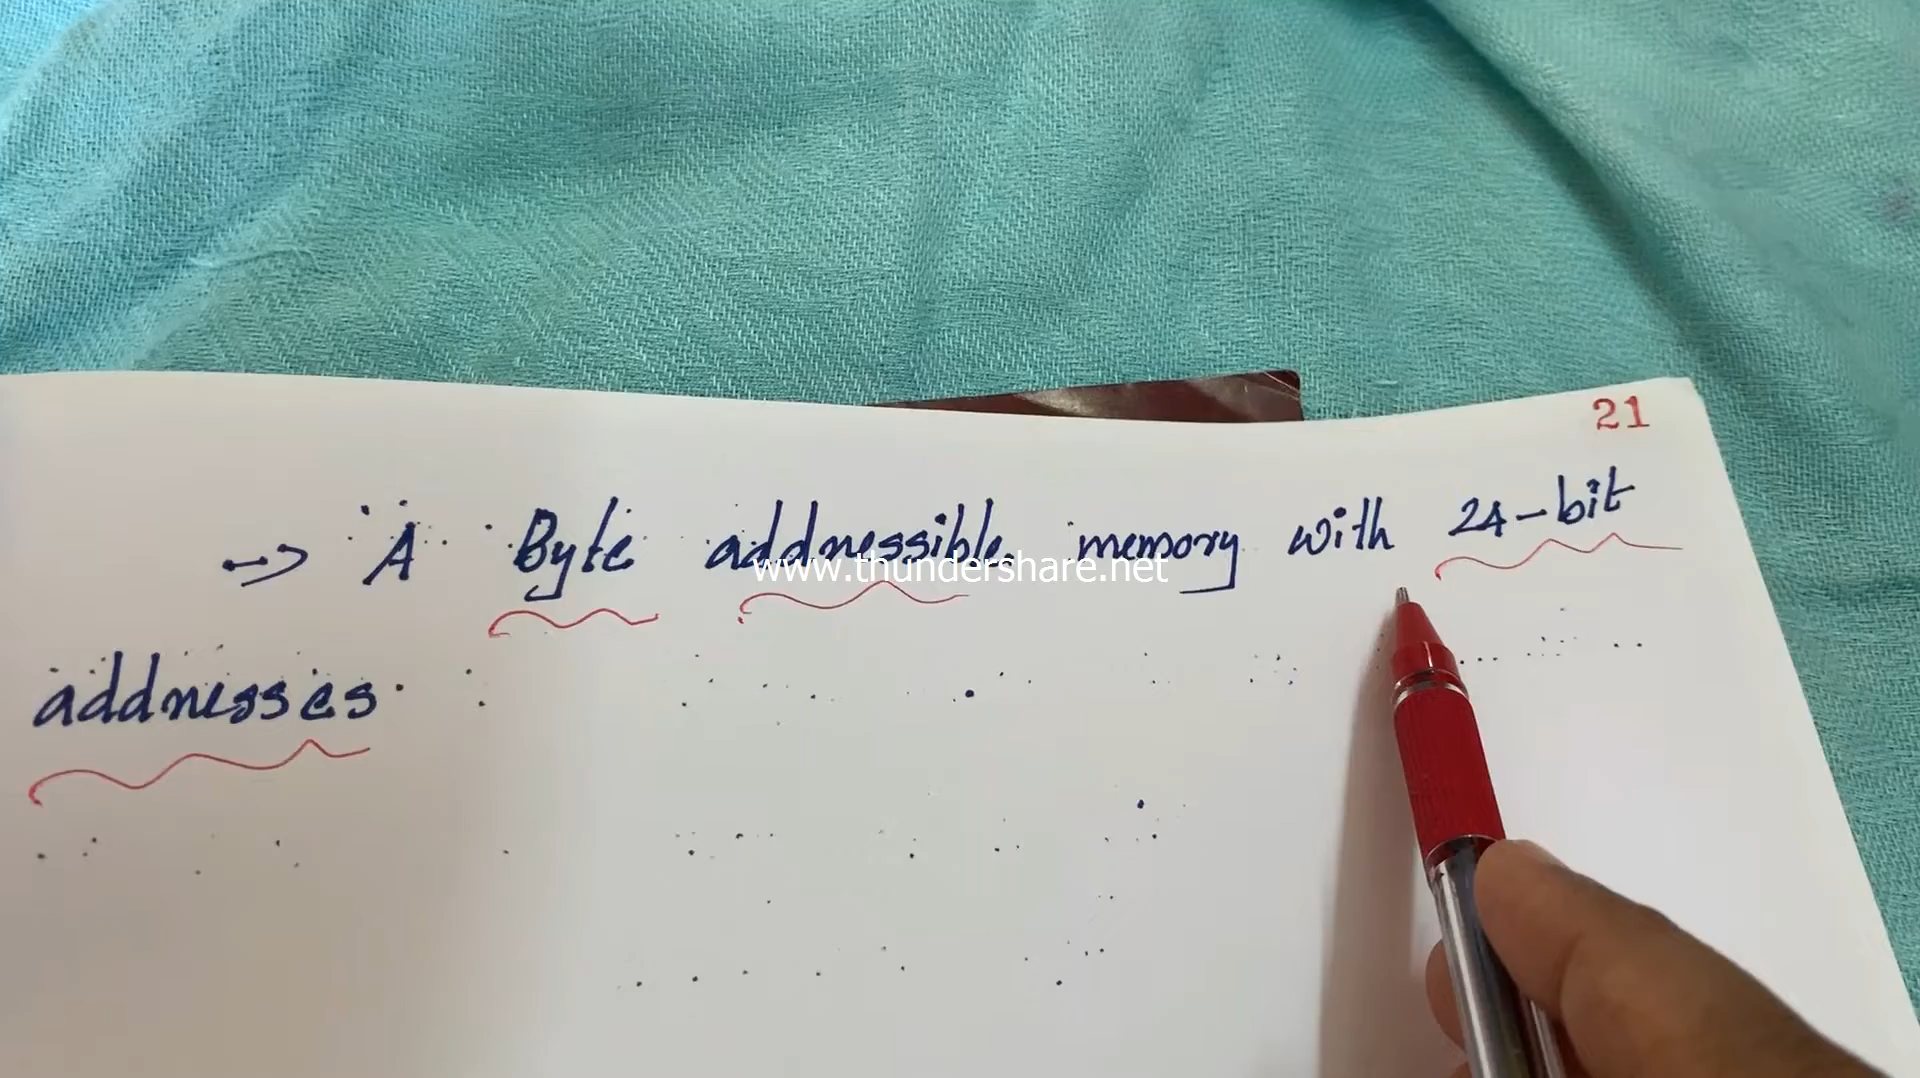 21
→ A Byte addressible memory with 24-bit
www.thundershare.net
addresses